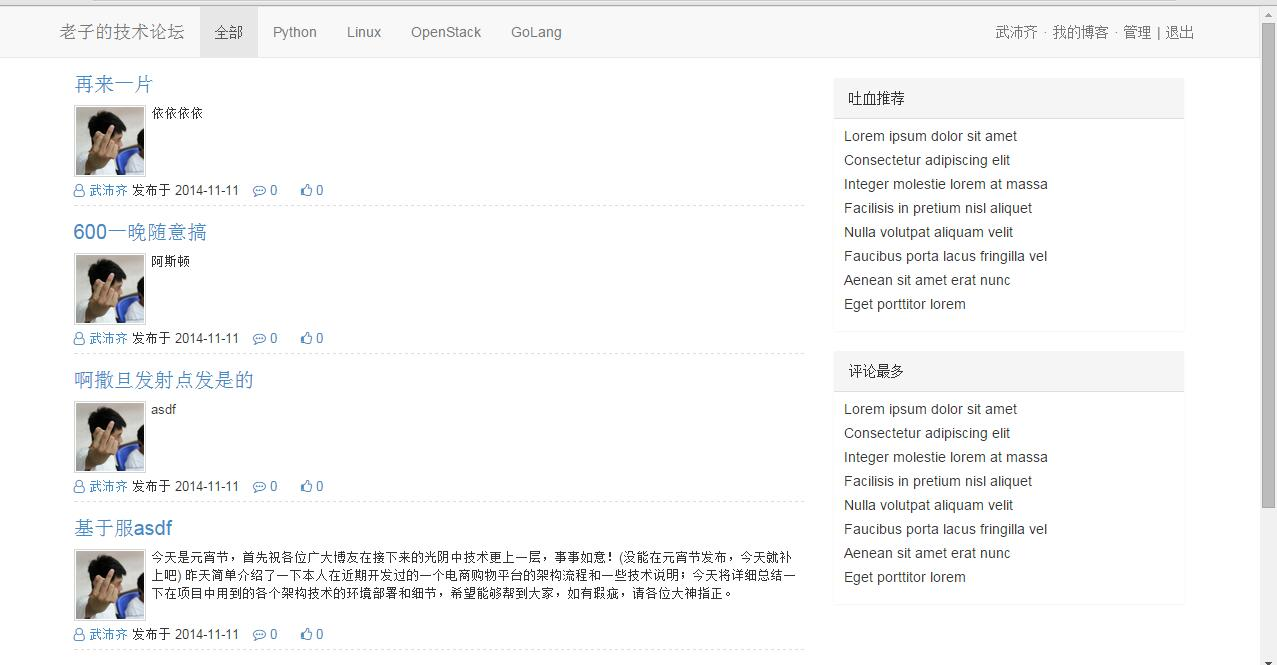 老子的技术论坛 全部 Python Linux OpenStack GoLang 武沛齐 · 我的博客 · 管理 | 退出
再来一片
依依依依
武沛齐 发布于 2014-11-11 0 0
600一晚随意搞
阿斯顿
武沛齐 发布于 2014-11-11 0 0
啊撒旦发射点发是的
asdf
武沛齐 发布于 2014-11-11 0 0
基于服asdf
今天是元宵节，首先祝各位广大博友在接下来的光阴中技术更上一层，事事如意！(没能在元宵节发布，今天就补
上吧) 昨天简单介绍了一下本人在近期开发过的一个电商购物平台的架构流程和一些技术说明；今天将详细总结一
下在项目中用到的各个架构技术的环境部署和细节，希望能够帮到大家，如有瑕疵，请各位大神指正。
武沛齐 发布于 2014-11-11 0 0
吐血推荐
Lorem ipsum dolor sit amet
Consectetur adipiscing elit
Integer molestie lorem at massa
Facilisis in pretium nisl aliquet
Nulla volutpat aliquam velit
Faucibus porta lacus fringilla vel
Aenean sit amet erat nunc
Eget porttitor lorem
评论最多
Lorem ipsum dolor sit amet
Consectetur adipiscing elit
Integer molestie lorem at massa
Facilisis in pretium nisl aliquet
Nulla volutpat aliquam velit
Faucibus porta lacus fringilla vel
Aenean sit amet erat nunc
Eget porttitor lorem